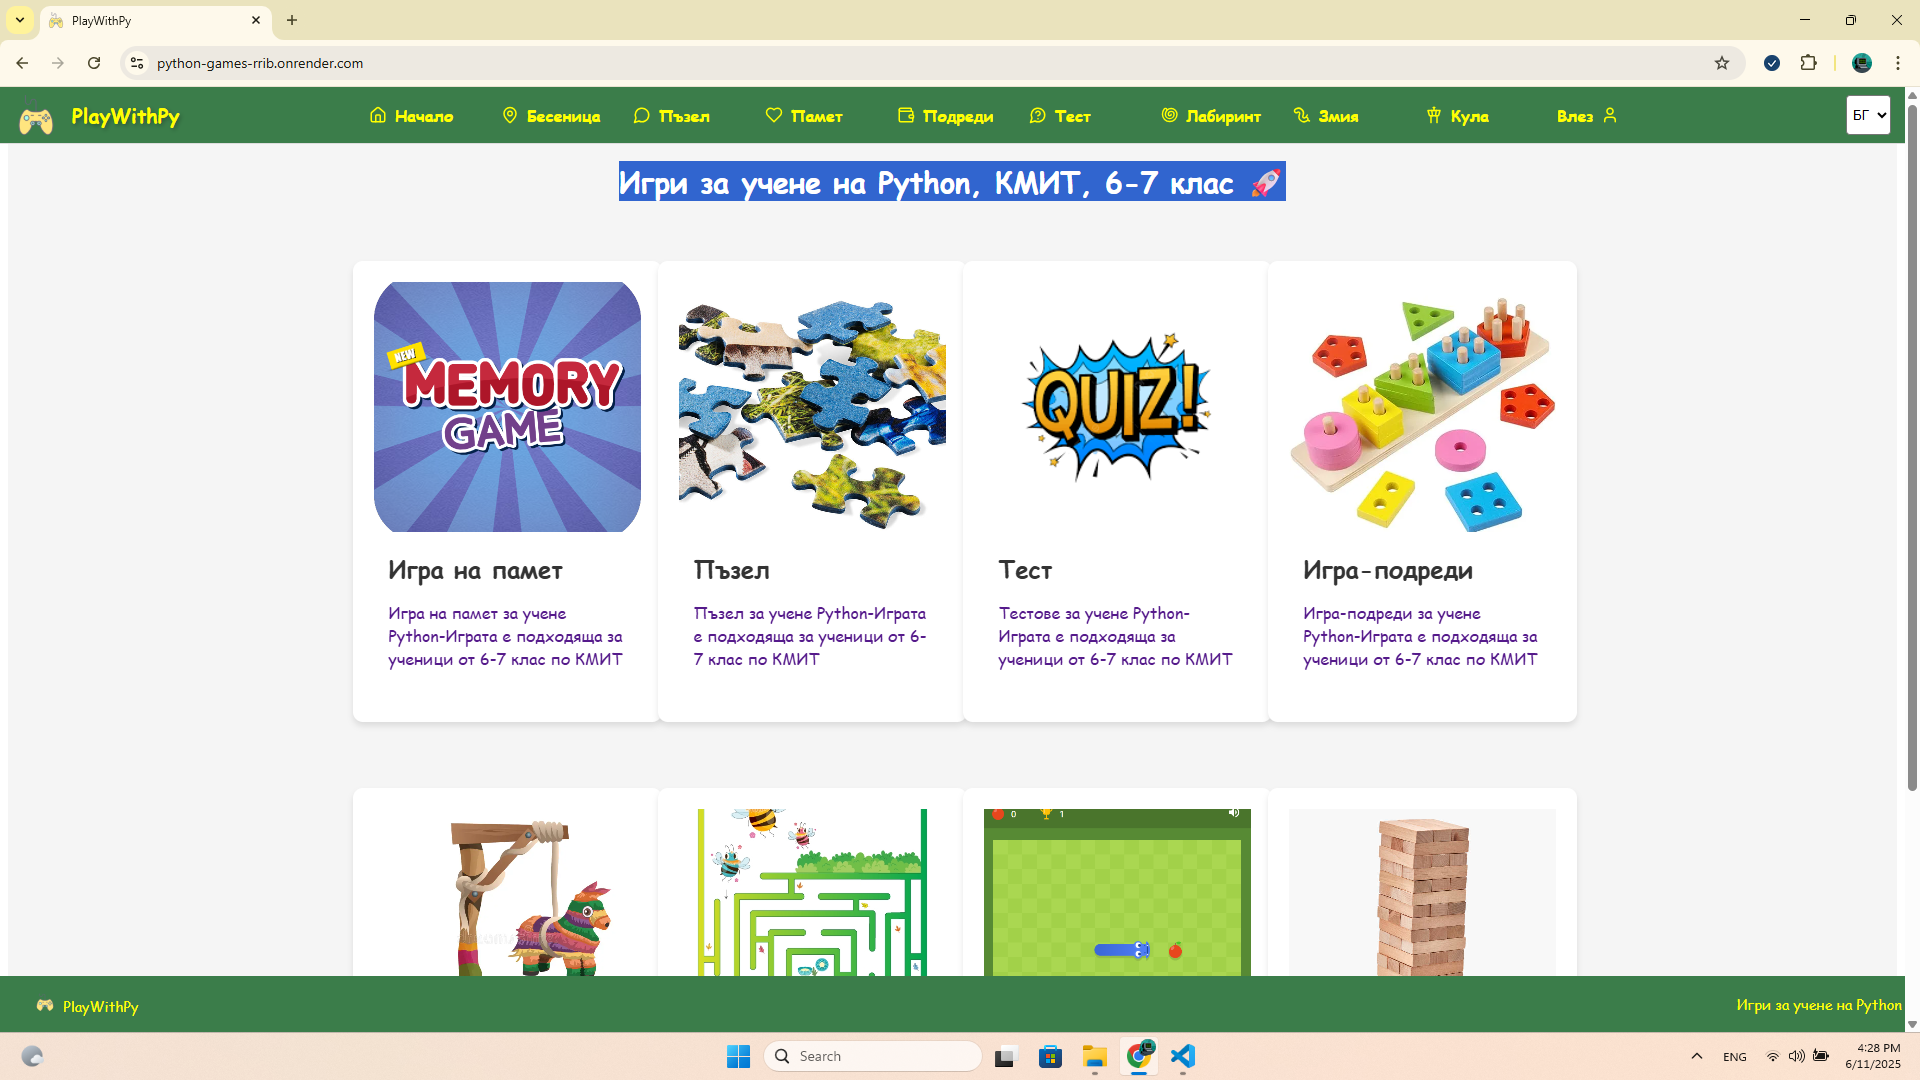 PlayWithPy
python-games-rrib.onrender.com
PlayWithPy
Начало
Бесеница
Пъзел
Памет
Подреди
Тест
Лабиринт
Змия
Кула
Влез
БГ
Игри за учене на Python, КМИТ, 6-7 клас 🚀
NEW
MEMORY
GAME
QUIZ!
Игра на памет
Игра на памет за учене
Python-Играта е подходяща за
ученици от 6-7 клас по КМИТ
Пъзел
Пъзел за учене Python-Играта
е подходяща за ученици от 6-
7 клас по КМИТ
Тест
Тестове за учене Python-
Играта е подходяща за
ученици от 6-7 клас по КМИТ
Игра-подреди
Игра-подреди за учене
Python-Играта е подходяща за
ученици от 6-7 клас по КМИТ
0
1
PlayWithPy
Игри за учене на Python
Search
ENG
4:28 PM
6/11/2025